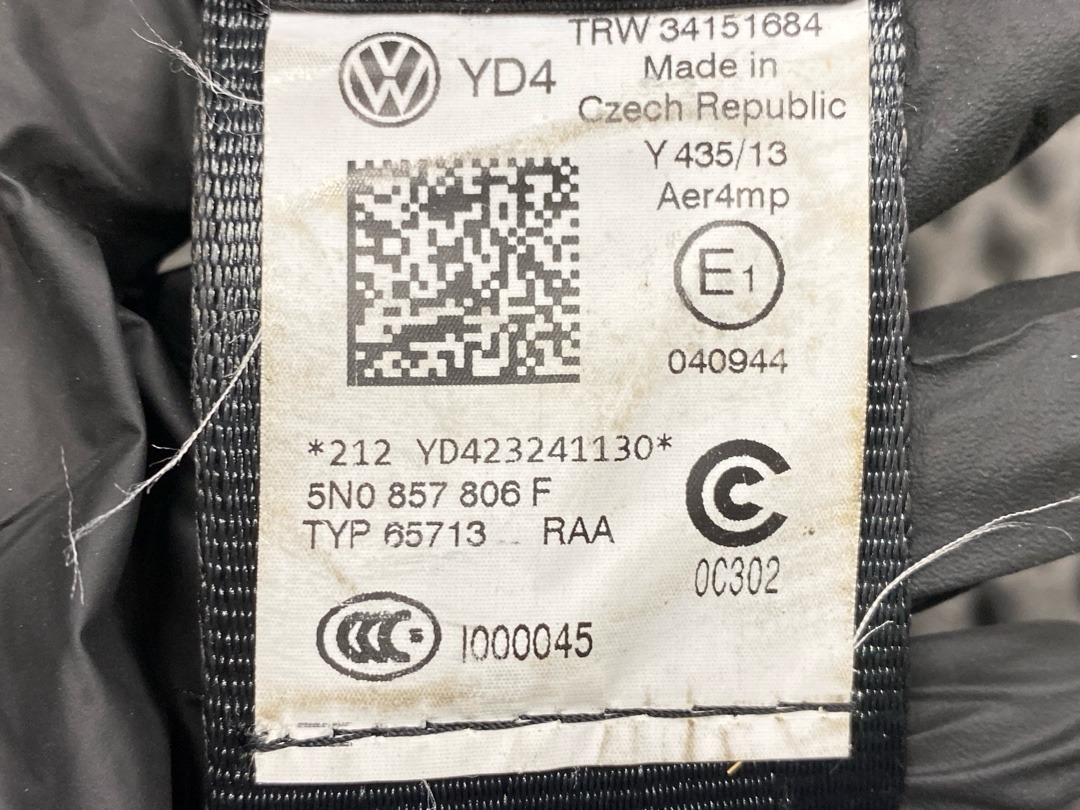 TRW 34151684
YD4
Made in
Czech Republic
Y 435/13
Aer4mp
E1
040944
*212 YD423241130*
5N0 857 806 F
TYP 65713 RAA
0C302
CCC
I000045